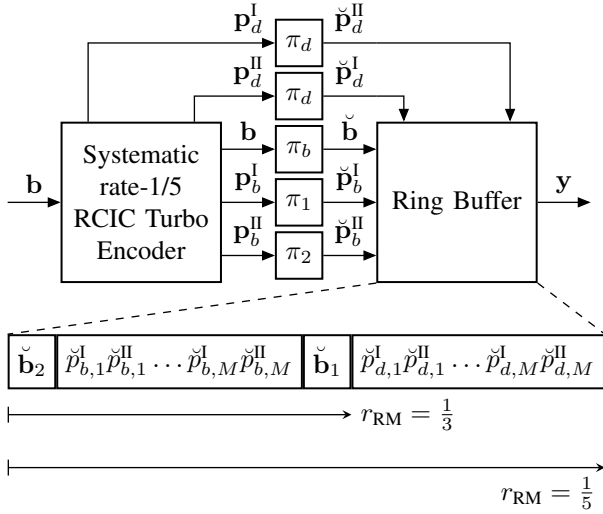 p_d^I π_d p̆_d^II
p_d^II π_d p̆_d^I
b Systematic rate-1/5 RCIC Turbo Encoder b π_b b̆ Ring Buffer y
p_b^I π_1 p̆_b^I
p_b^II π_2 p̆_b^II
b̆_2 p̆_{b,1}^I p̆_{b,1}^II … p̆_{b,M}^I p̆_{b,M}^II b̆_1 p̆_{d,1}^I p̆_{d,1}^II … p̆_{d,M}^I p̆_{d,M}^II
r_RM = 1/3
r_RM = 1/5